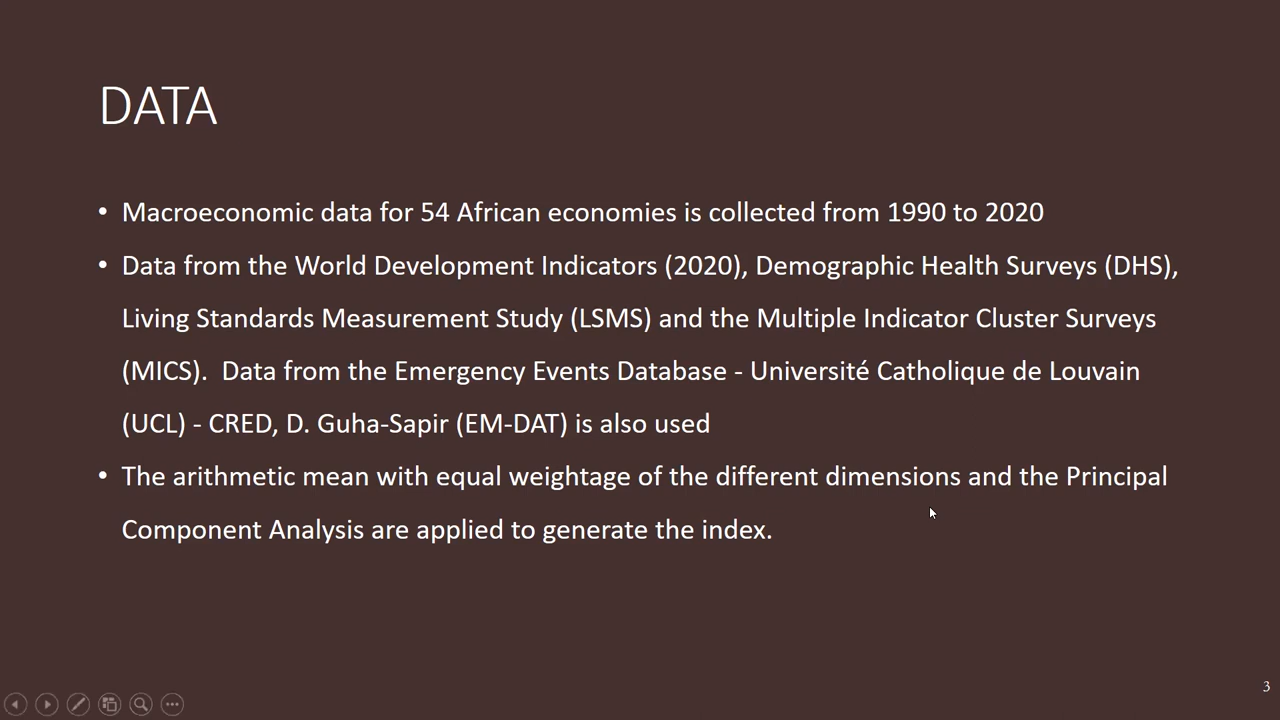 DATA
• Macroeconomic data for 54 African economies is collected from 1990 to 2020
• Data from the World Development Indicators (2020), Demographic Health Surveys (DHS),
Living Standards Measurement Study (LSMS) and the Multiple Indicator Cluster Surveys
(MICS).  Data from the Emergency Events Database - Université Catholique de Louvain
(UCL) - CRED, D. Guha-Sapir (EM-DAT) is also used
• The arithmetic mean with equal weightage of the different dimensions and the Principal
Component Analysis are applied to generate the index.
3